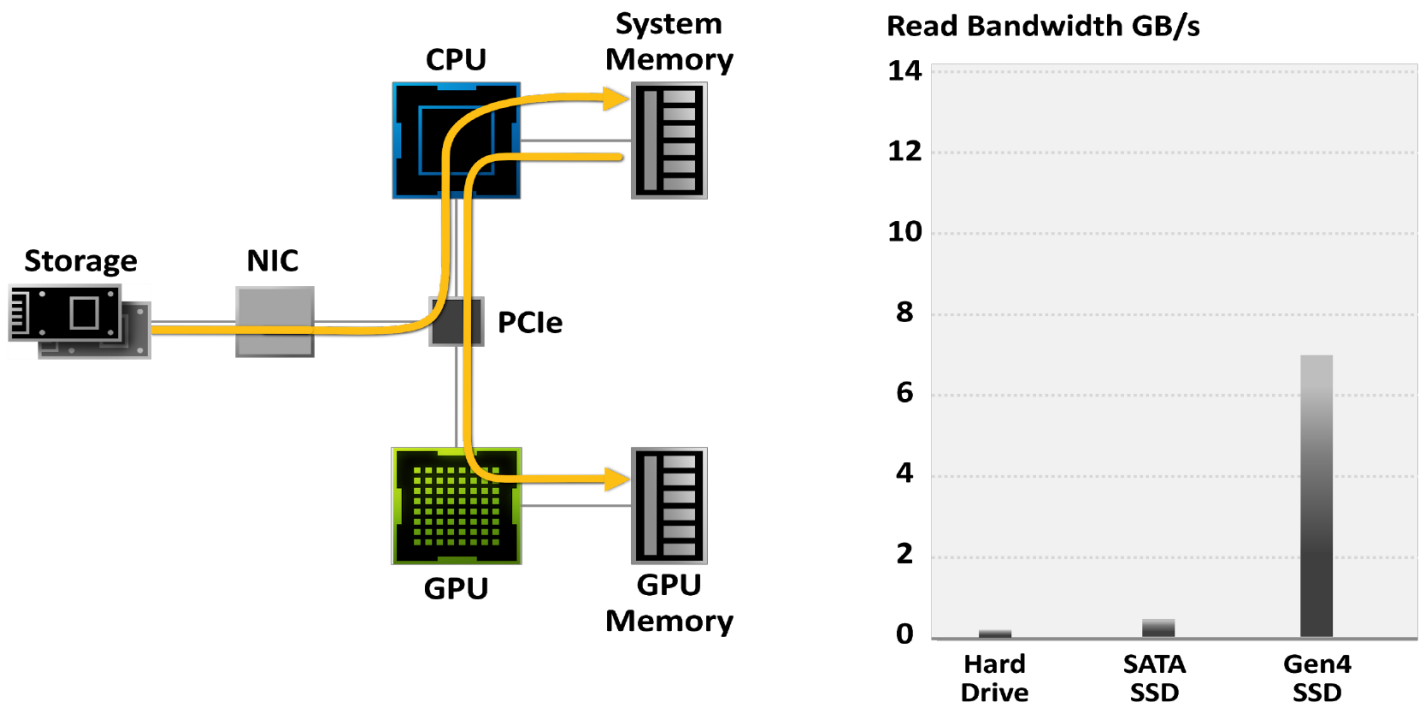 System
Memory
CPU
Storage
NIC
PCIe
GPU
GPU
Memory
Read Bandwidth GB/s
14
12
10
8
6
4
2
0
Hard
Drive
SATA
SSD
Gen4
SSD